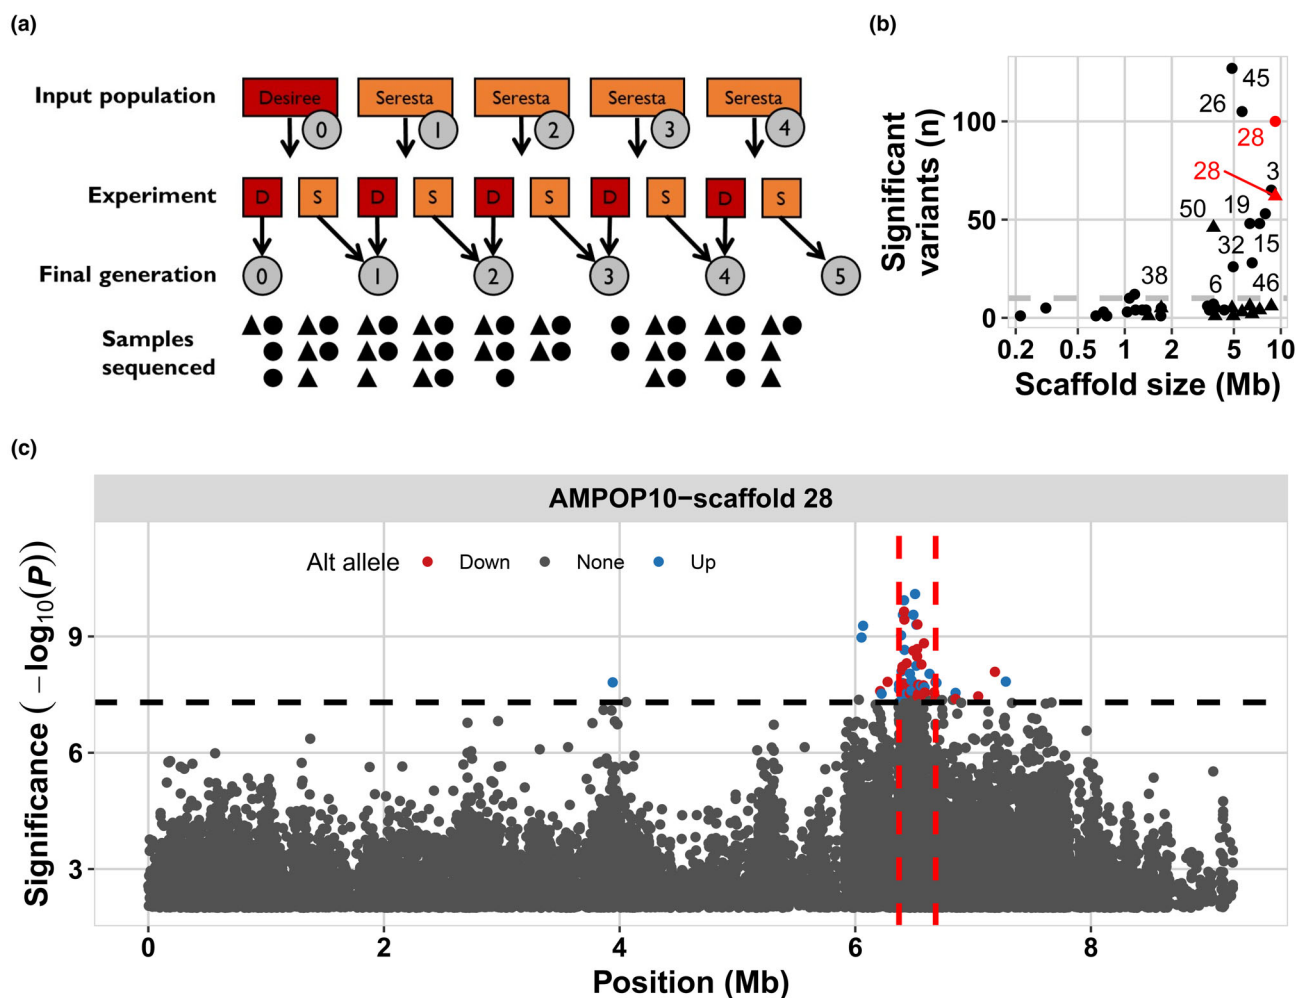 (a)
Input population
Desiree Seresta Seresta Seresta Seresta
0 1 2 3 4
Experiment
D S D S D S D S D S
Final generation
0 1 2 3 4 5
Samples
sequenced
(b)
Significant
variants (n)
100
50
0
45
26
28
3
28
50 19
32 15
38 6 46
0.2 0.5 1 2 5 10
Scaffold size (Mb)
(c)
AMPOP10−scaffold 28
Alt allele Down None Up
Significance (−log10(P))
9
6
3
0 2 4 6 8
Position (Mb)